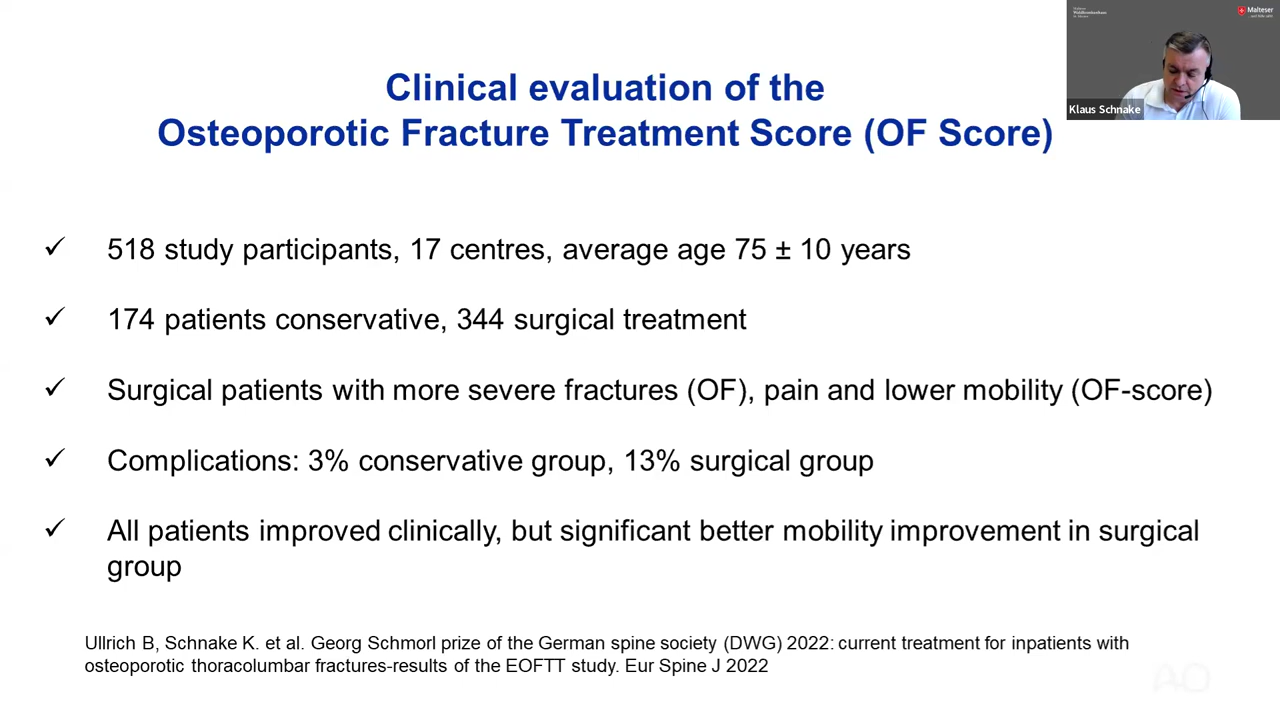 Clinical evaluation of the
Osteoporotic Fracture Treatment Score (OF Score)
Malteser
Klaus Schnake
✓ 518 study participants, 17 centres, average age 75 ± 10 years
✓ 174 patients conservative, 344 surgical treatment
✓ Surgical patients with more severe fractures (OF), pain and lower mobility (OF-score)
✓ Complications: 3% conservative group, 13% surgical group
✓ All patients improved clinically, but significant better mobility improvement in surgical
group
Ullrich B, Schnake K. et al. Georg Schmorl prize of the German spine society (DWG) 2022: current treatment for inpatients with
osteoporotic thoracolumbar fractures-results of the EOFTT study. Eur Spine J 2022
AO